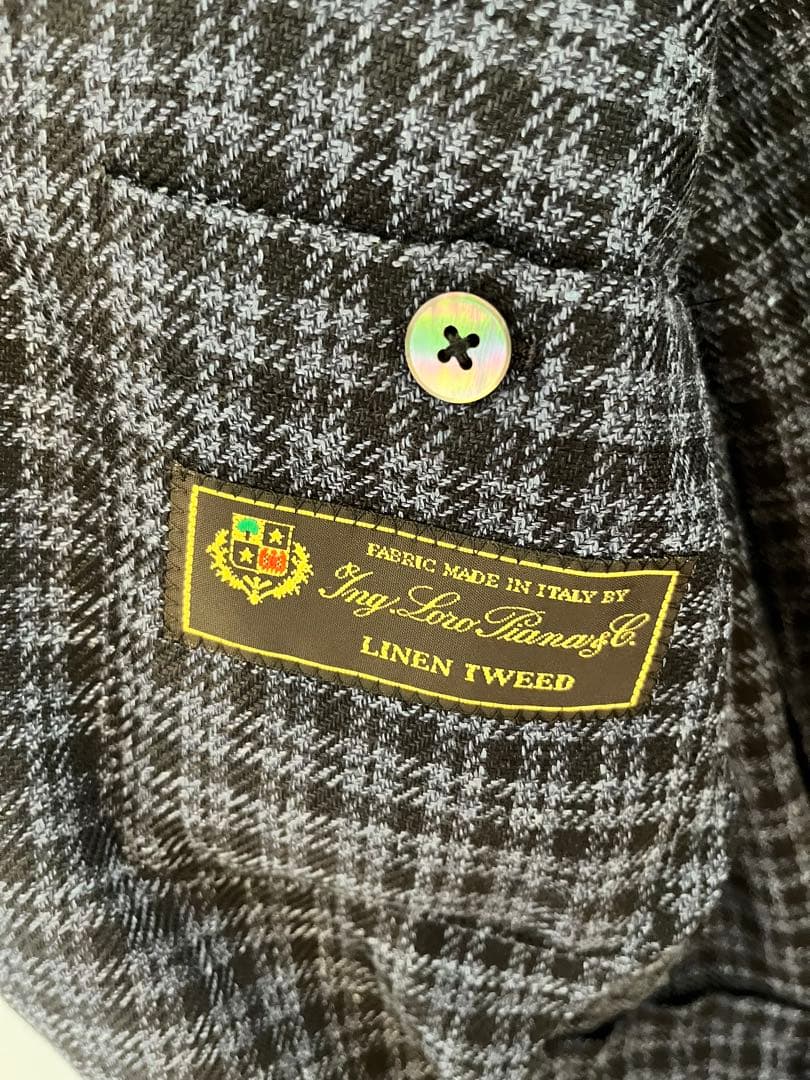 FABRIC MADE IN ITALY BY
Ing. Loro Piana & C.
LINEN TWEED